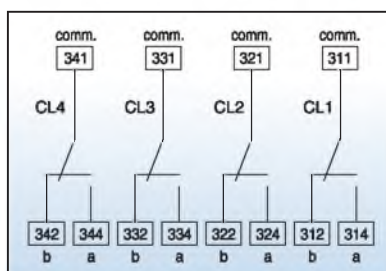 comm. comm. comm. comm.
341 331 321 311
CL4 CL3 CL2 CL1
342 344 332 334 322 324 312 314
b a b a b a b a